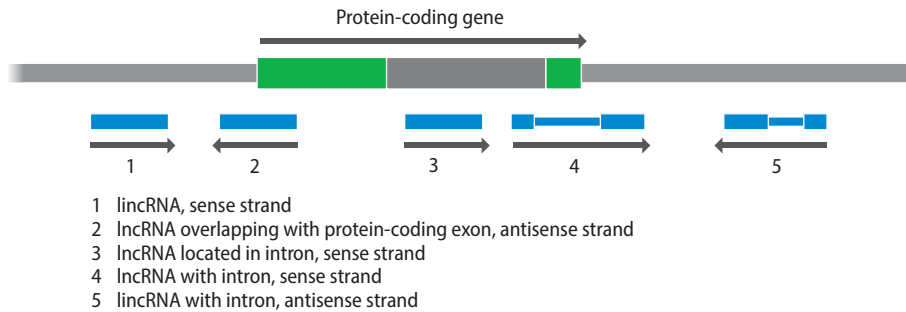 Protein-coding gene
1 2 3 4 5
1 lincRNA, sense strand
2 lncRNA overlapping with protein-coding exon, antisense strand
3 lncRNA located in intron, sense strand
4 lncRNA with intron, sense strand
5 lincRNA with intron, antisense strand